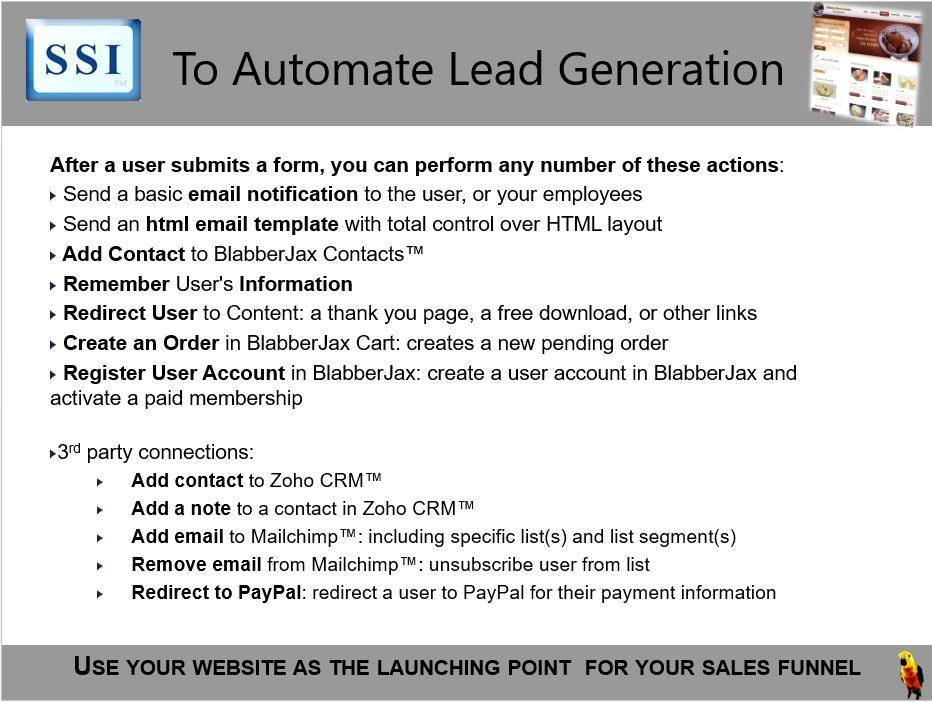 SSI™
To Automate Lead Generation
After a user submits a form, you can perform any number of these actions:
Send a basic email notification to the user, or your employees
Send an html email template with total control over HTML layout
Add Contact to BlabberJax Contacts™
Remember User's Information
Redirect User to Content: a thank you page, a free download, or other links
Create an Order in BlabberJax Cart: creates a new pending order
Register User Account in BlabberJax: create a user account in BlabberJax and
activate a paid membership
3rd party connections:
Add contact to Zoho CRM™
Add a note to a contact in Zoho CRM™
Add email to Mailchimp™: including specific list(s) and list segment(s)
Remove email from Mailchimp™: unsubscribe user from list
Redirect to PayPal: redirect a user to PayPal for their payment information
USE YOUR WEBSITE AS THE LAUNCHING POINT FOR YOUR SALES FUNNEL